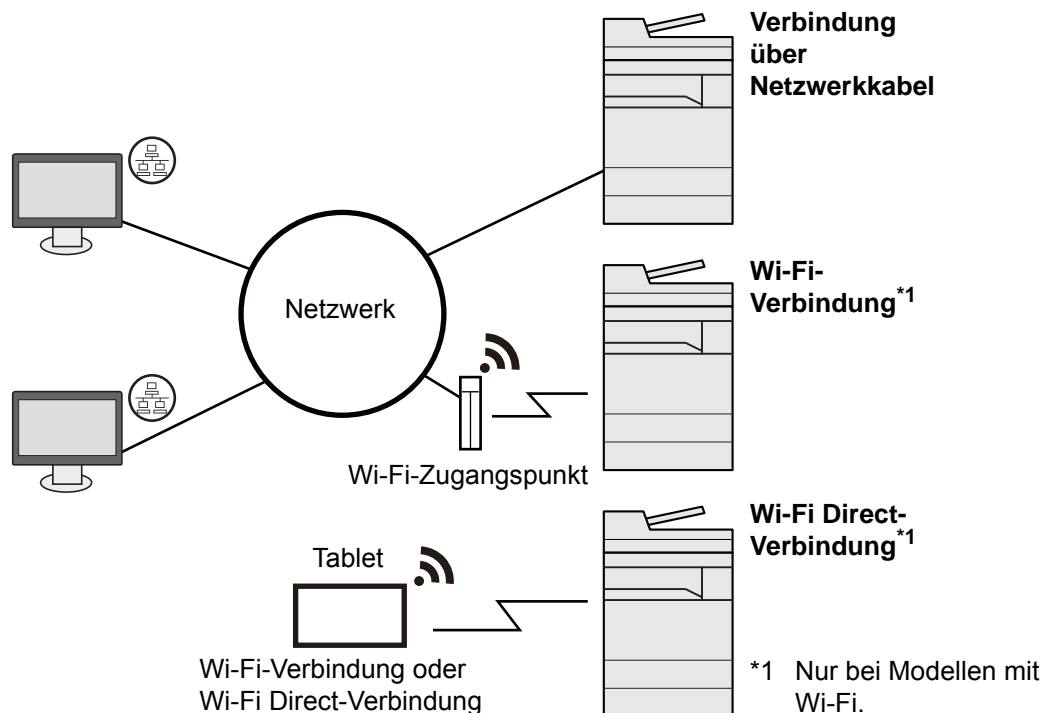 Verbindung
über
Netzwerkkabel
Netzwerk
Wi-Fi-
Verbindung*1
Wi-Fi-Zugangspunkt
Wi-Fi Direct-
Verbindung*1
Tablet
Wi-Fi-Verbindung oder
Wi-Fi Direct-Verbindung
*1 Nur bei Modellen mit
Wi-Fi.